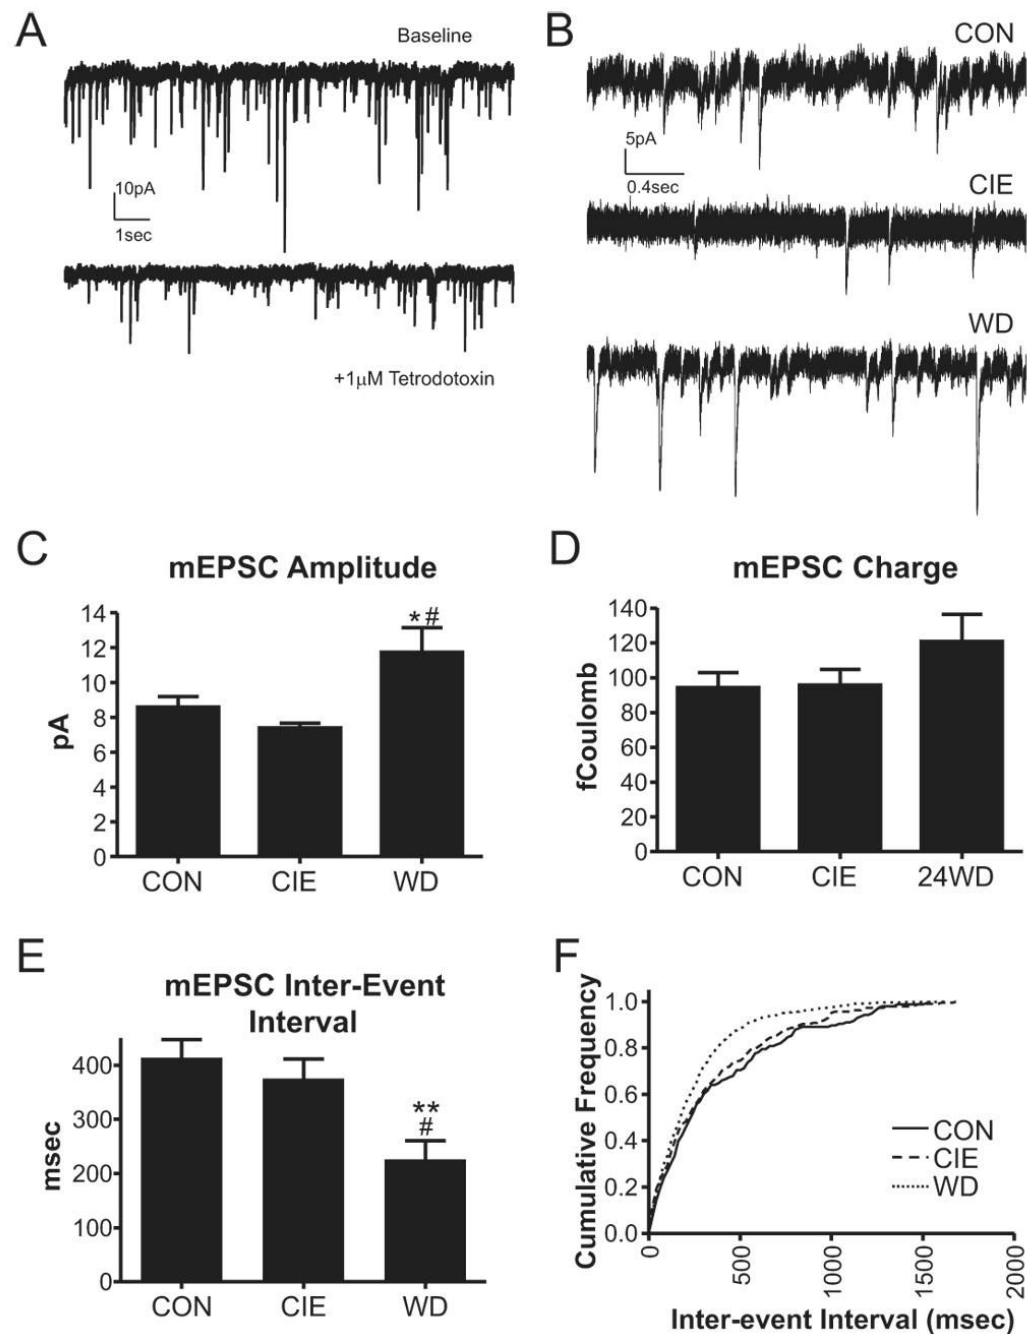 A
Baseline
10pA
1sec
+1μM Tetrodotoxin
B
CON
5pA
0.4sec
CIE
WD
C
mEPSC Amplitude
14
12
10
8
6
4
2
0
pA
*#
CON CIE WD
D
mEPSC Charge
140
120
100
80
60
40
20
0
fCoulomb
CON CIE 24WD
E
mEPSC Inter-Event
Interval
400
300
200
100
0
msec
**
#
CON CIE WD
F
1.0
0.8
0.6
0.4
0.2
0.0
Cumulative Frequency
CON
CIE
WD
0 500 1000 1500 2000
Inter-event Interval (msec)